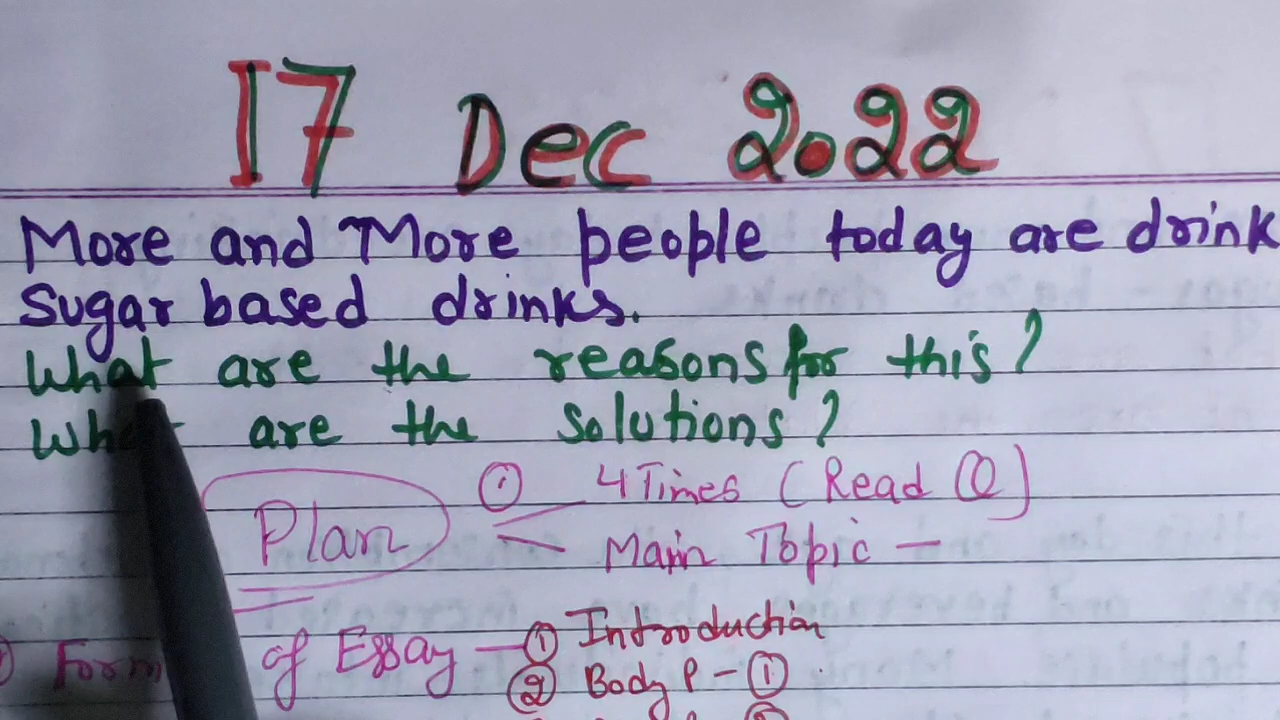 17 Dec 2022
More and More people today are drink
Sugar based drinks.
What are the reasons for this?
What are the solutions?
Plan ① 4 Times (Read Q)
Main Topic —
of Essay — ① Introduction
② Body P - ①